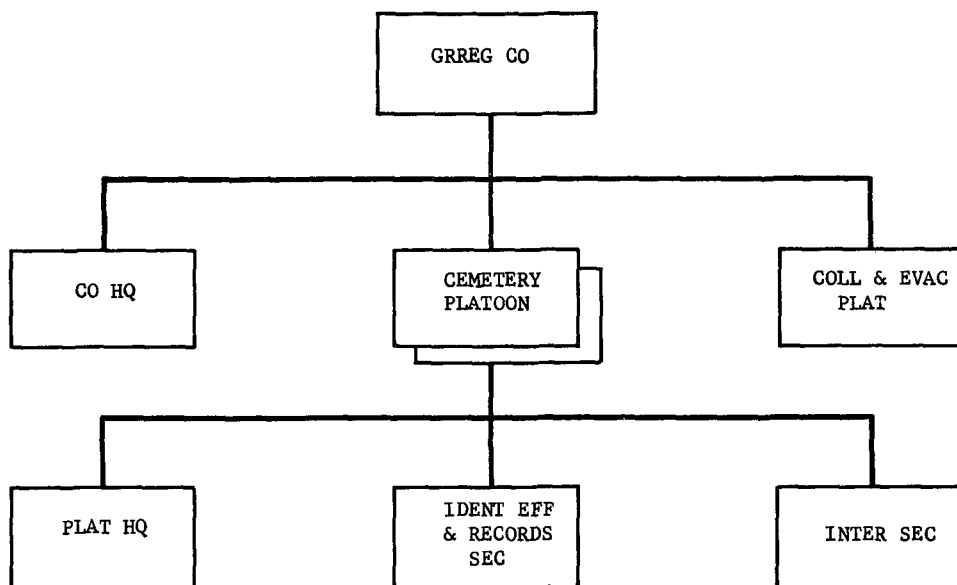 GRREG CO
CO HQ
CEMETERY
PLATOON
COLL & EVAC
PLAT
PLAT HQ
IDENT EFF
& RECORDS
SEC
INTER SEC